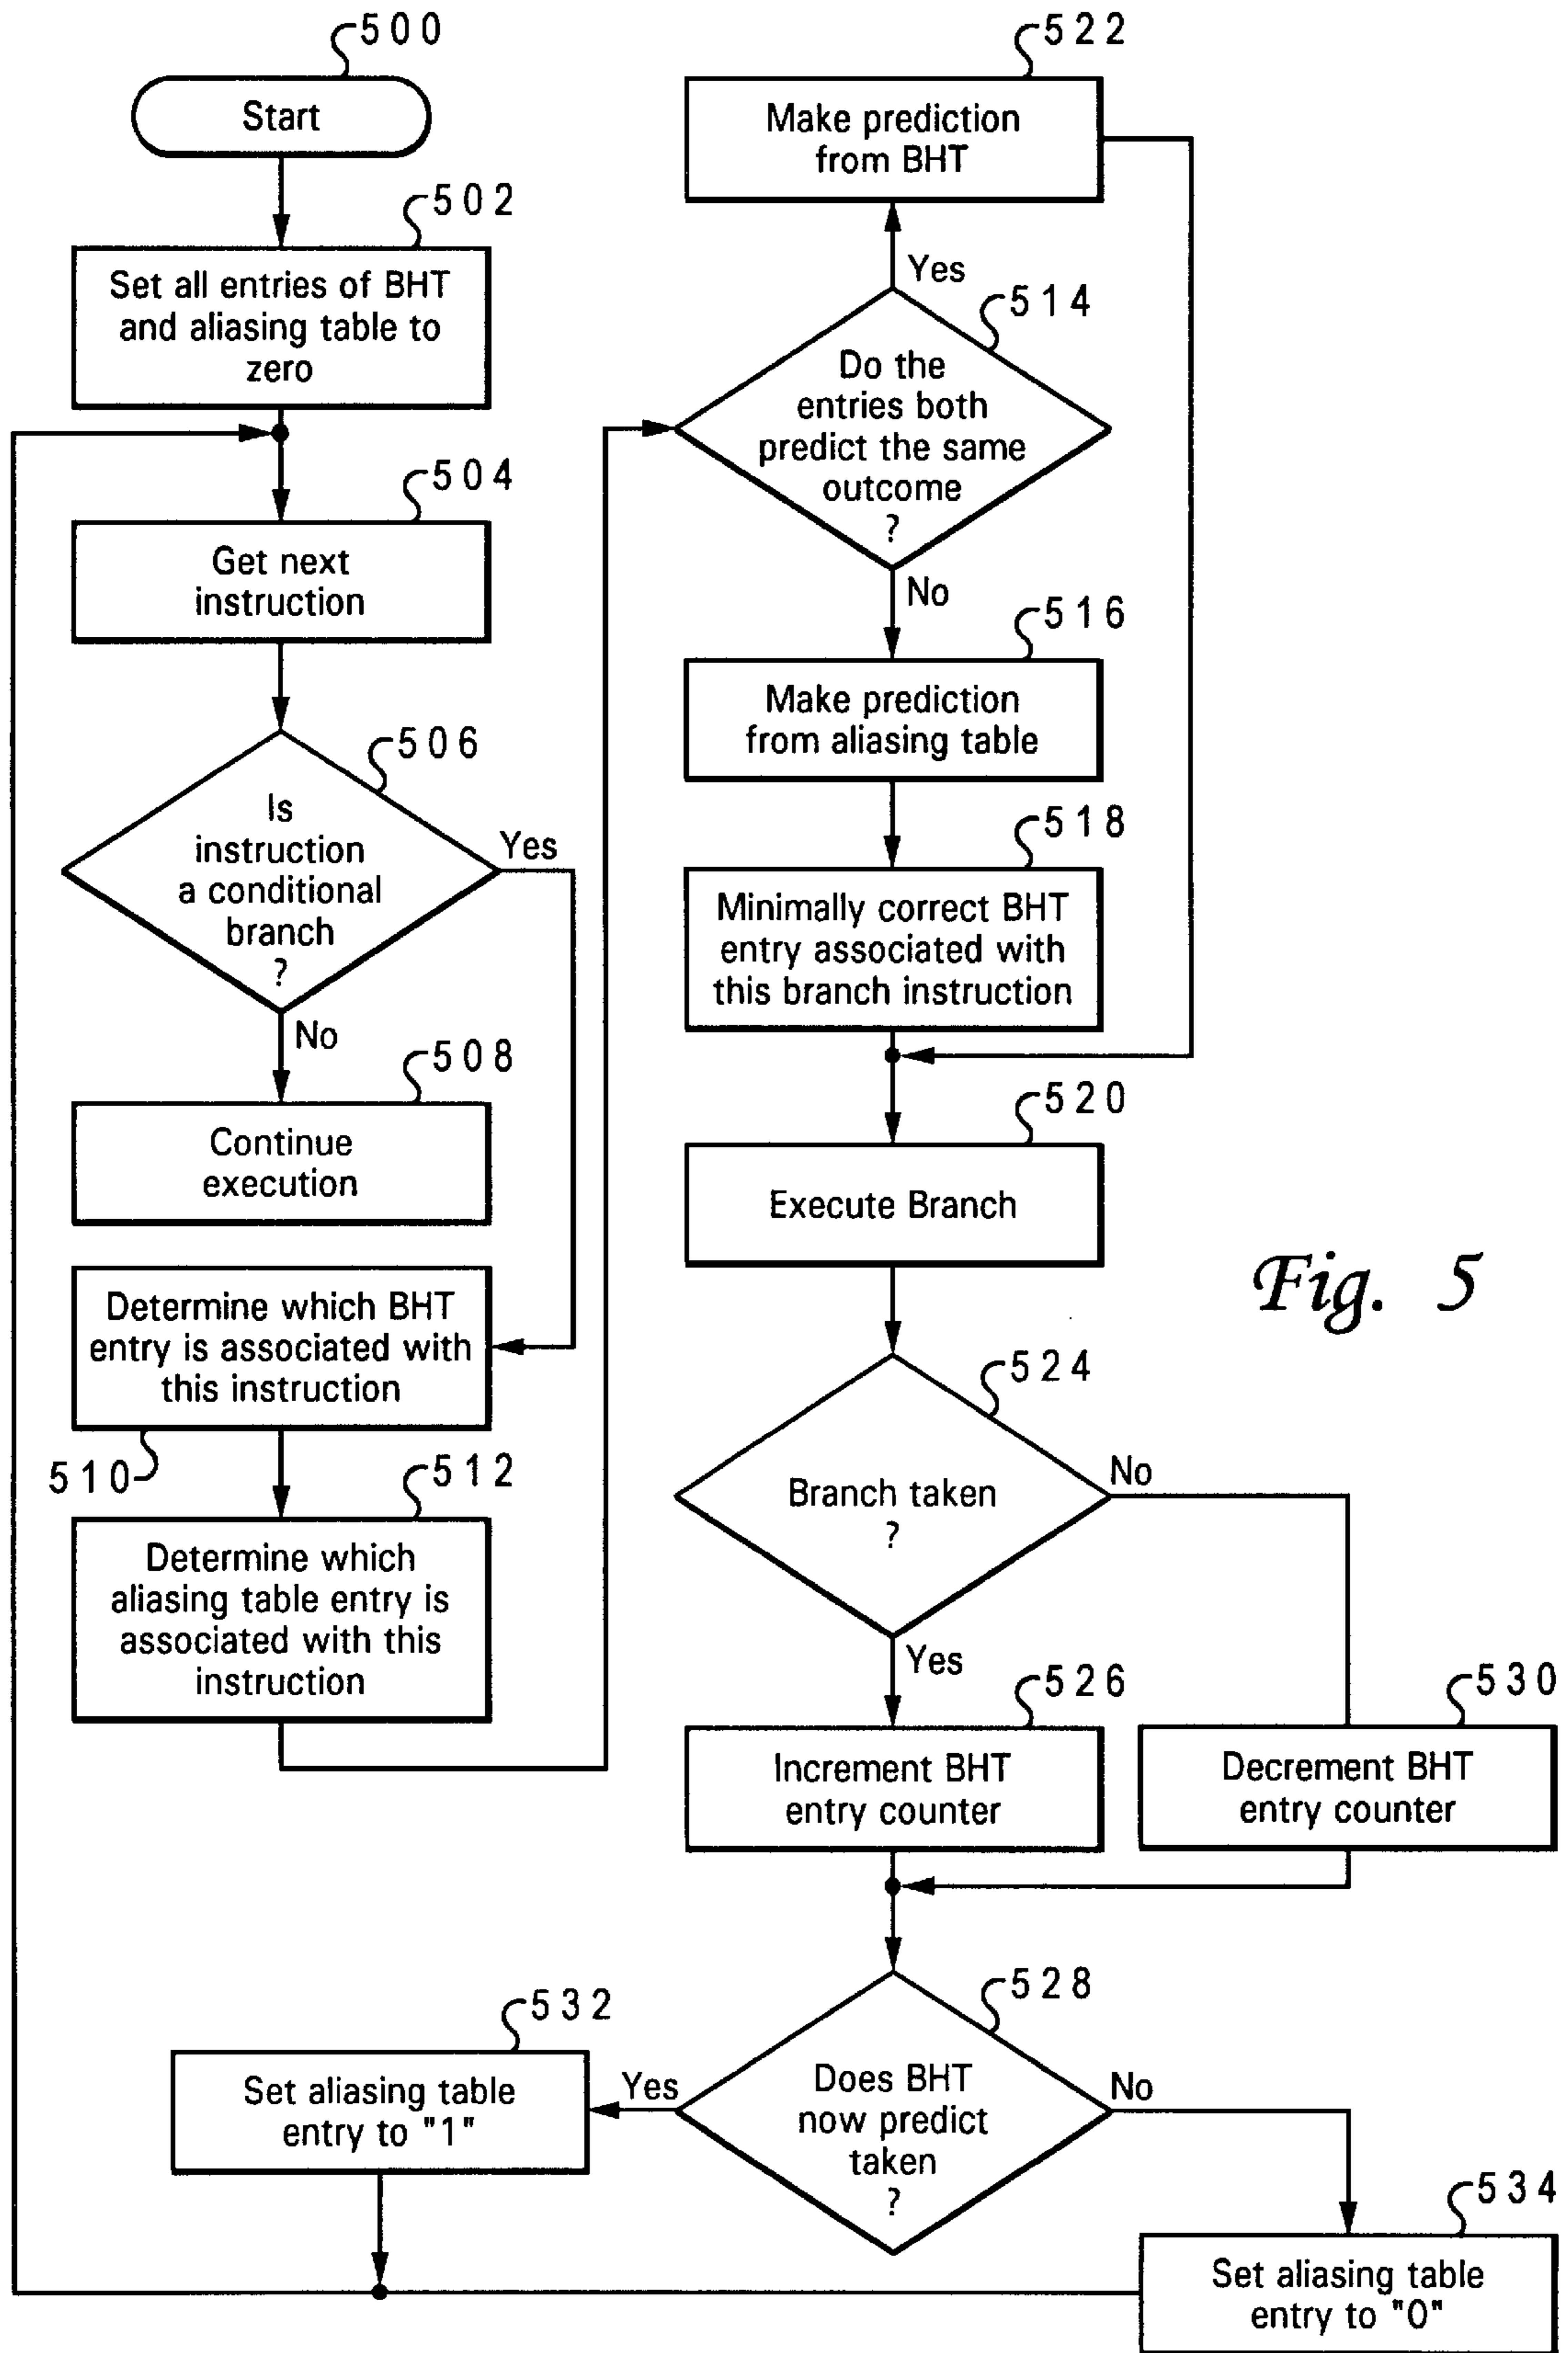 500
Start
502
Set all entries of BHT
and aliasing table to
zero
504
Get next
instruction
506
Is
instruction
a conditional
branch
?
Yes
No
508
Continue
execution
Determine which BHT
entry is associated with
this instruction
510
512
Determine which
aliasing table entry is
associated with this
instruction
522
Make prediction
from BHT
Yes
514
Do the
entries both
predict the same
outcome
?
No
516
Make prediction
from aliasing table
518
Minimally correct BHT
entry associated with
this branch instruction
520
Execute Branch
Fig. 5
524
Branch taken
?
No
Yes
526
Increment BHT
entry counter
530
Decrement BHT
entry counter
528
Does BHT
now predict
taken
?
Yes
No
532
Set aliasing table
entry to "1"
534
Set aliasing table
entry to "0"